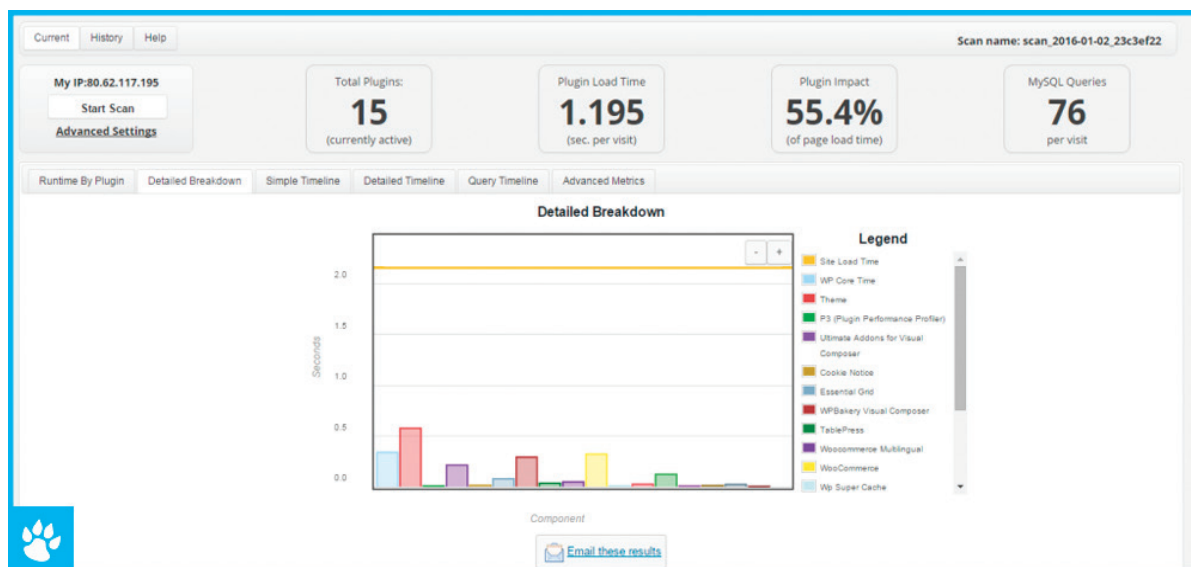 Current History Help
Scan name: scan_2016-01-02_23c3ef22
My IP:80.62.117.195
Start Scan
Advanced Settings
Total Plugins:
15
(currently active)
Plugin Load Time
1.195
(sec. per visit)
Plugin Impact
55.4%
(of page load time)
MySQL Queries
76
per visit
Runtime By Plugin Detailed Breakdown Simple Timeline Detailed Timeline Query Timeline Advanced Metrics
Detailed Breakdown
- +
Seconds
2.0
1.5
1.0
0.5
0.0
Component
Legend
Site Load Time
WP Core Time
Theme
P3 (Plugin Performance Profiler)
Ultimate Addons for Visual
Composer
Cookie Notice
Essential Grid
WPBakery Visual Composer
TablePress
Woocommerce Multilingual
WooCommerce
Wp Super Cache
Email these results